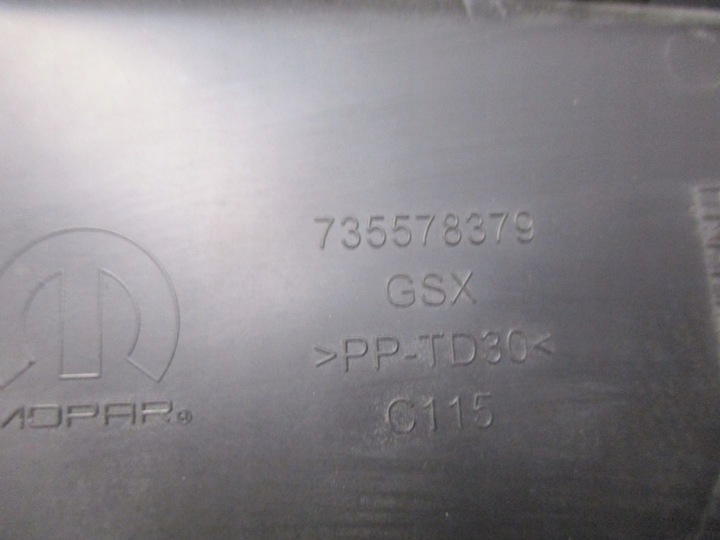 735578379
GSX
>PP-TD30<
C115
MOPAR®